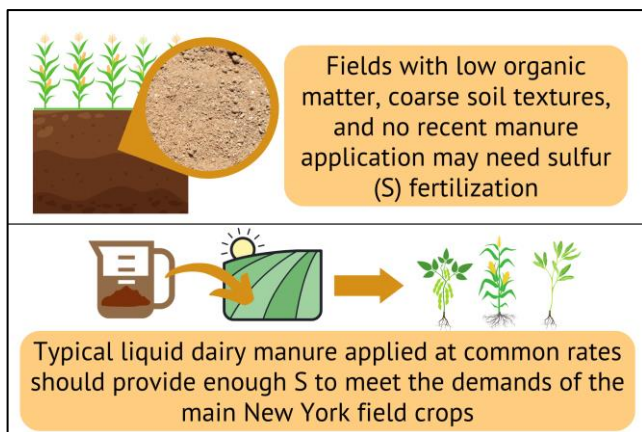 Fields with low organic
matter, coarse soil textures,
and no recent manure
application may need sulfur
(S) fertilization
Typical liquid dairy manure applied at common rates
should provide enough S to meet the demands of the
main New York field crops